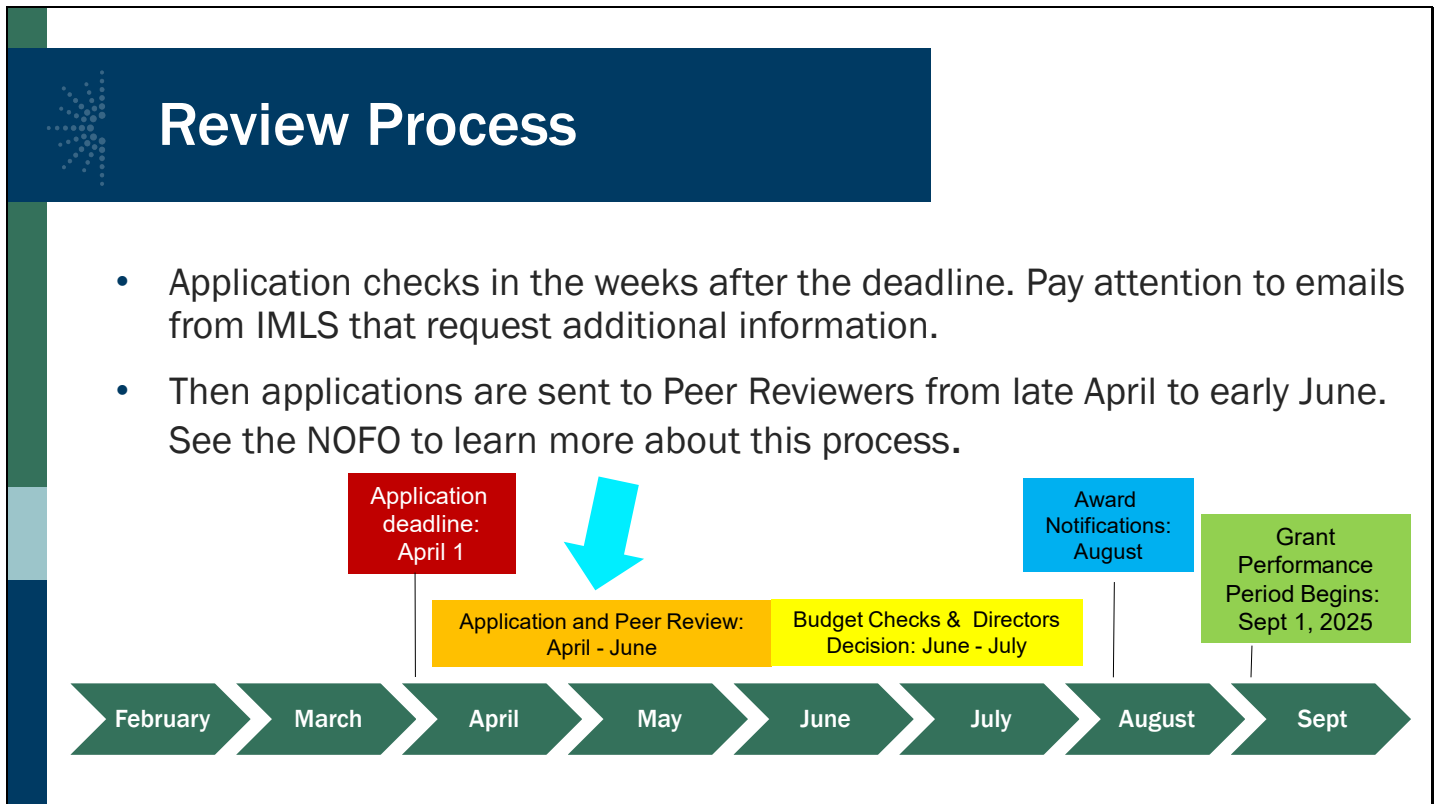 Review Process
• Application checks in the weeks after the deadline. Pay attention to emails
from IMLS that request additional information.
• Then applications are sent to Peer Reviewers from late April to early June.
See the NOFO to learn more about this process.
Application
deadline:
April 1
Application and Peer Review:
April - June
Budget Checks & Directors
Decision: June - July
Award
Notifications:
August
Grant
Performance
Period Begins:
Sept 1, 2025
February
March
April
May
June
July
August
Sept